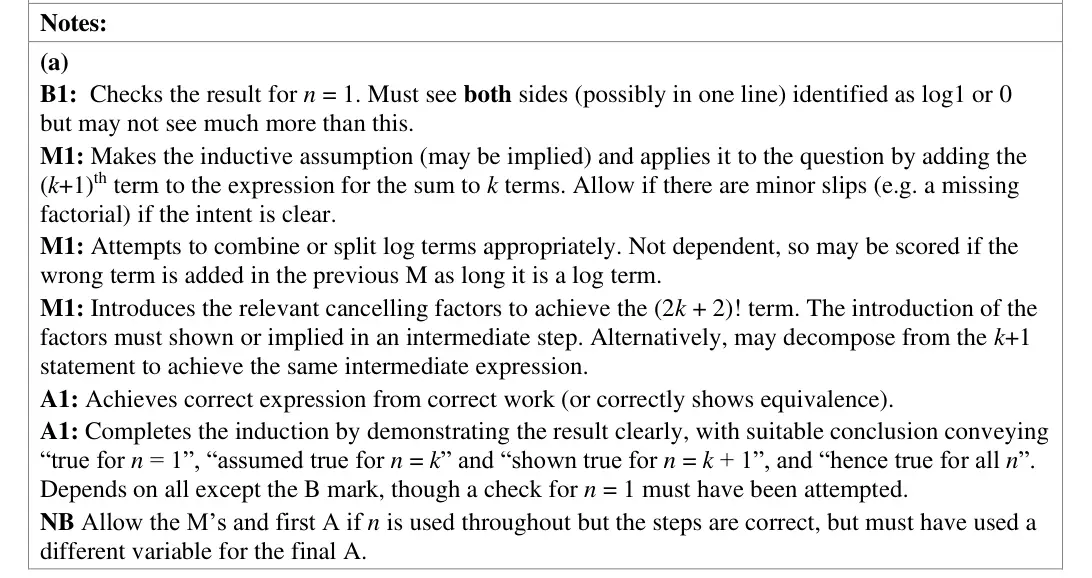 Notes:
(a)
B1:  Checks the result for n = 1. Must see both sides (possibly in one line) identified as log1 or 0
but may not see much more than this.
M1: Makes the inductive assumption (may be implied) and applies it to the question by adding the
(k+1)th term to the expression for the sum to k terms. Allow if there are minor slips (e.g. a missing
factorial) if the intent is clear.
M1: Attempts to combine or split log terms appropriately. Not dependent, so may be scored if the
wrong term is added in the previous M as long it is a log term.
M1: Introduces the relevant cancelling factors to achieve the (2k + 2)! term. The introduction of the
factors must shown or implied in an intermediate step. Alternatively, may decompose from the k+1
statement to achieve the same intermediate expression.
A1: Achieves correct expression from correct work (or correctly shows equivalence).
A1: Completes the induction by demonstrating the result clearly, with suitable conclusion conveying
“true for n = 1”, “assumed true for n = k” and “shown true for n = k + 1”, and “hence true for all n”.
Depends on all except the B mark, though a check for n = 1 must have been attempted.
NB Allow the M’s and first A if n is used throughout but the steps are correct, but must have used a
different variable for the final A.